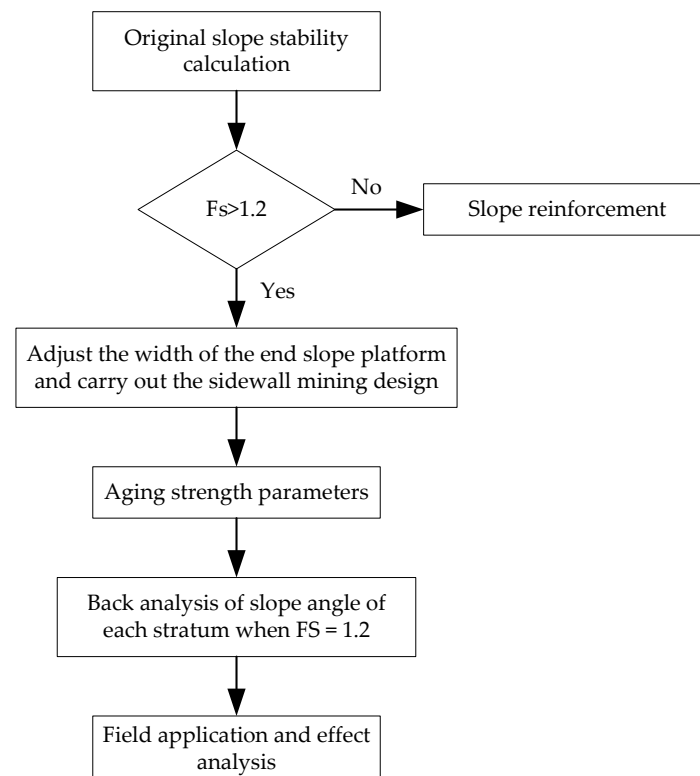 Original slope stability
calculation
Fs>1.2
No
Slope reinforcement
Yes
Adjust the width of the end slope platform
and carry out the sidewall mining design
Aging strength parameters
Back analysis of slope angle of
each stratum when FS = 1.2
Field application and effect
analysis